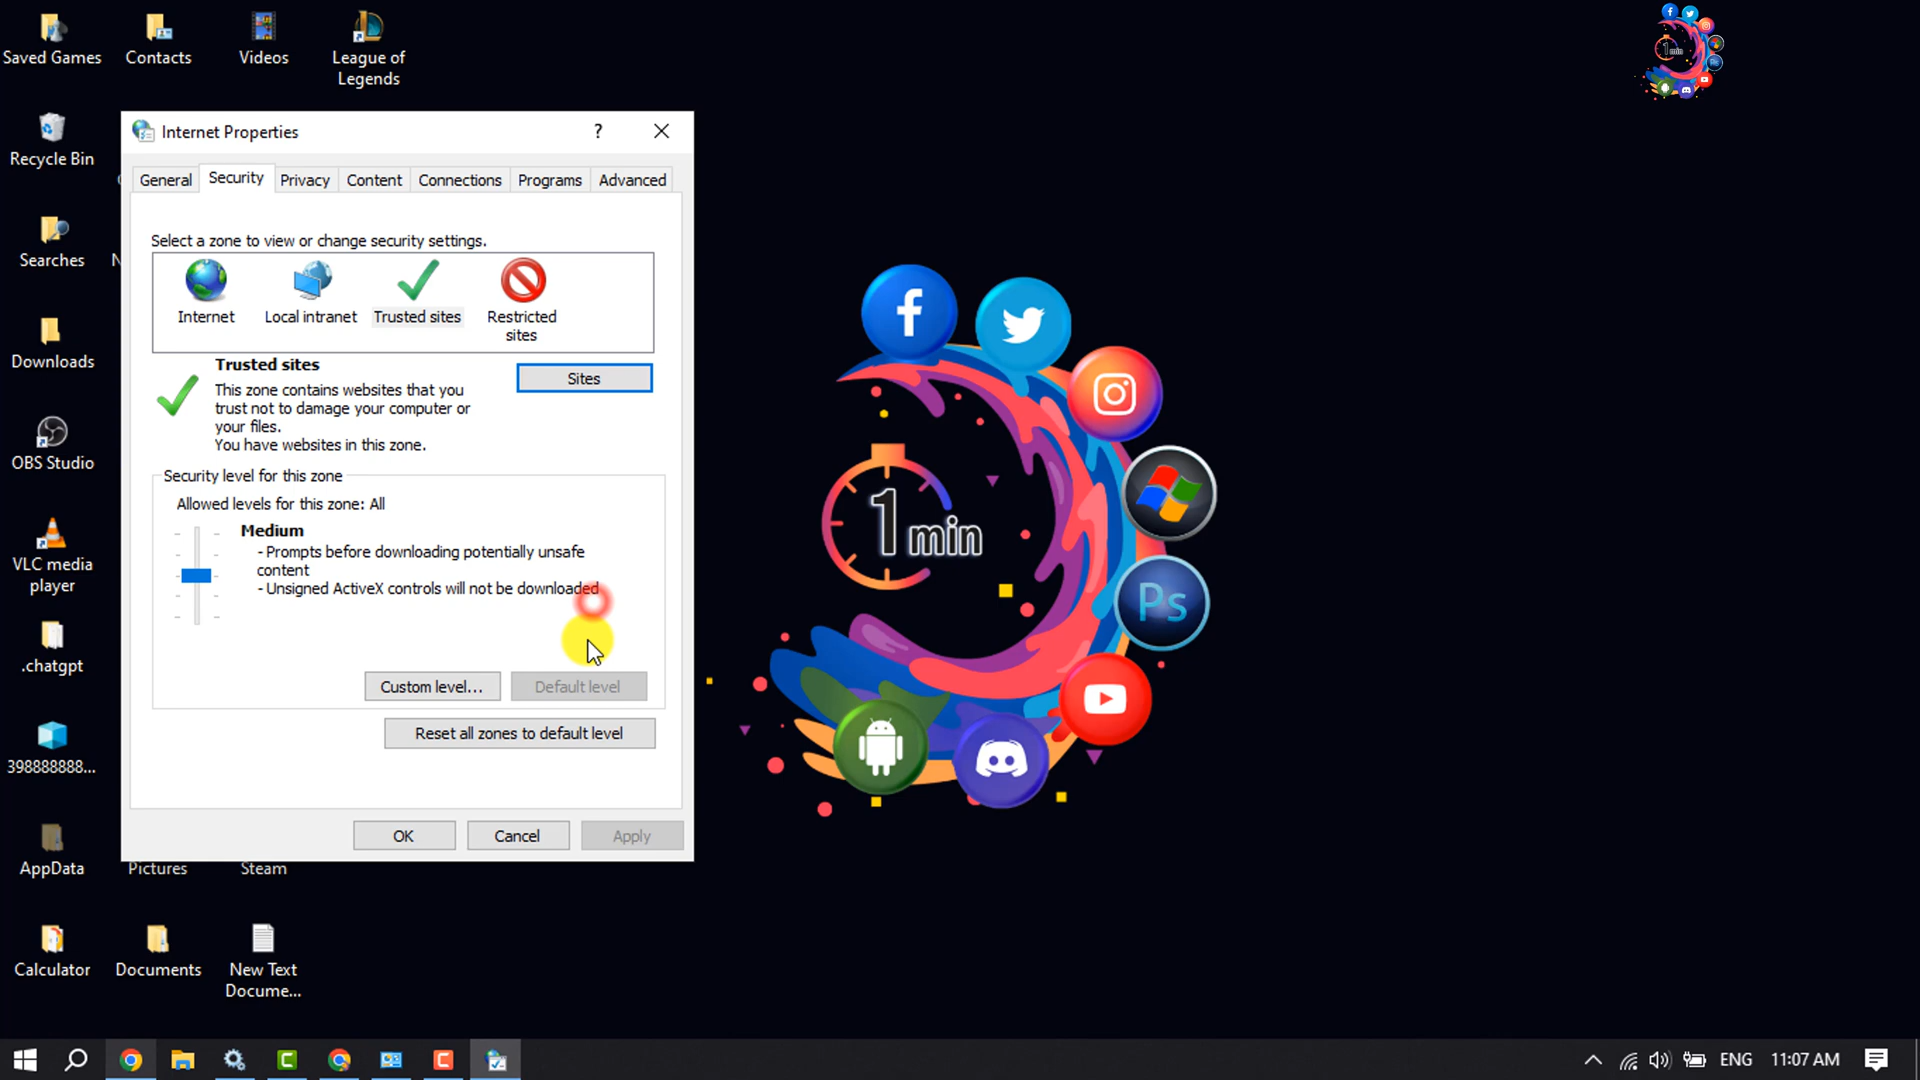 Saved Games
Contacts
Videos
League of
Legends
Recycle Bin
Searches
Downloads
OBS Studio
VLC media
player
.chatgpt
398888888...
AppData
Pictures
Steam
Calculator
Documents
New Text
Docume...
Internet Properties
?
General
Security
Privacy
Content
Connections
Programs
Advanced
Select a zone to view or change security settings.
Internet
Local intranet
Trusted sites
Restricted
sites
Trusted sites
Sites
This zone contains websites that you
trust not to damage your computer or
your files.
You have websites in this zone.
Security level for this zone
Allowed levels for this zone: All
Medium
- Prompts before downloading potentially unsafe
content
- Unsigned ActiveX controls will not be downloaded
Custom level...
Default level
Reset all zones to default level
OK
Cancel
Apply
1 min
Ps
ENG
11:07 AM